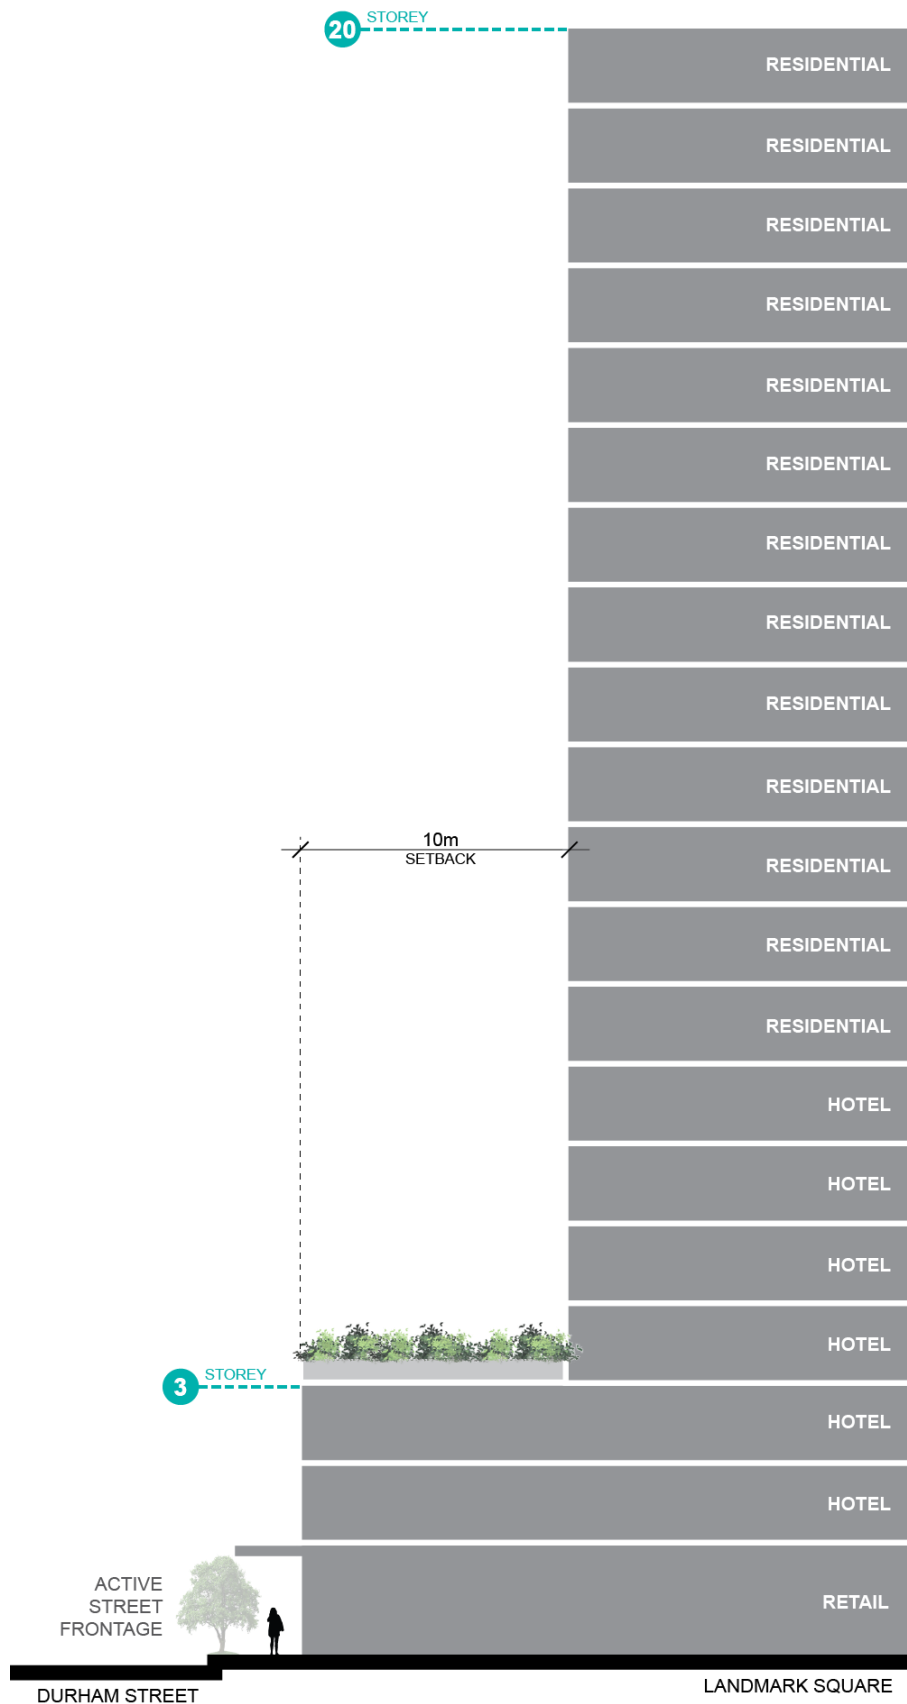 STOREY
20
RESIDENTIAL
RESIDENTIAL
RESIDENTIAL
RESIDENTIAL
RESIDENTIAL
RESIDENTIAL
RESIDENTIAL
RESIDENTIAL
RESIDENTIAL
RESIDENTIAL
10m
SETBACK
RESIDENTIAL
RESIDENTIAL
RESIDENTIAL
HOTEL
HOTEL
HOTEL
HOTEL
STOREY
3
HOTEL
HOTEL
ACTIVE
STREET
FRONTAGE
RETAIL
DURHAM STREET
LANDMARK SQUARE